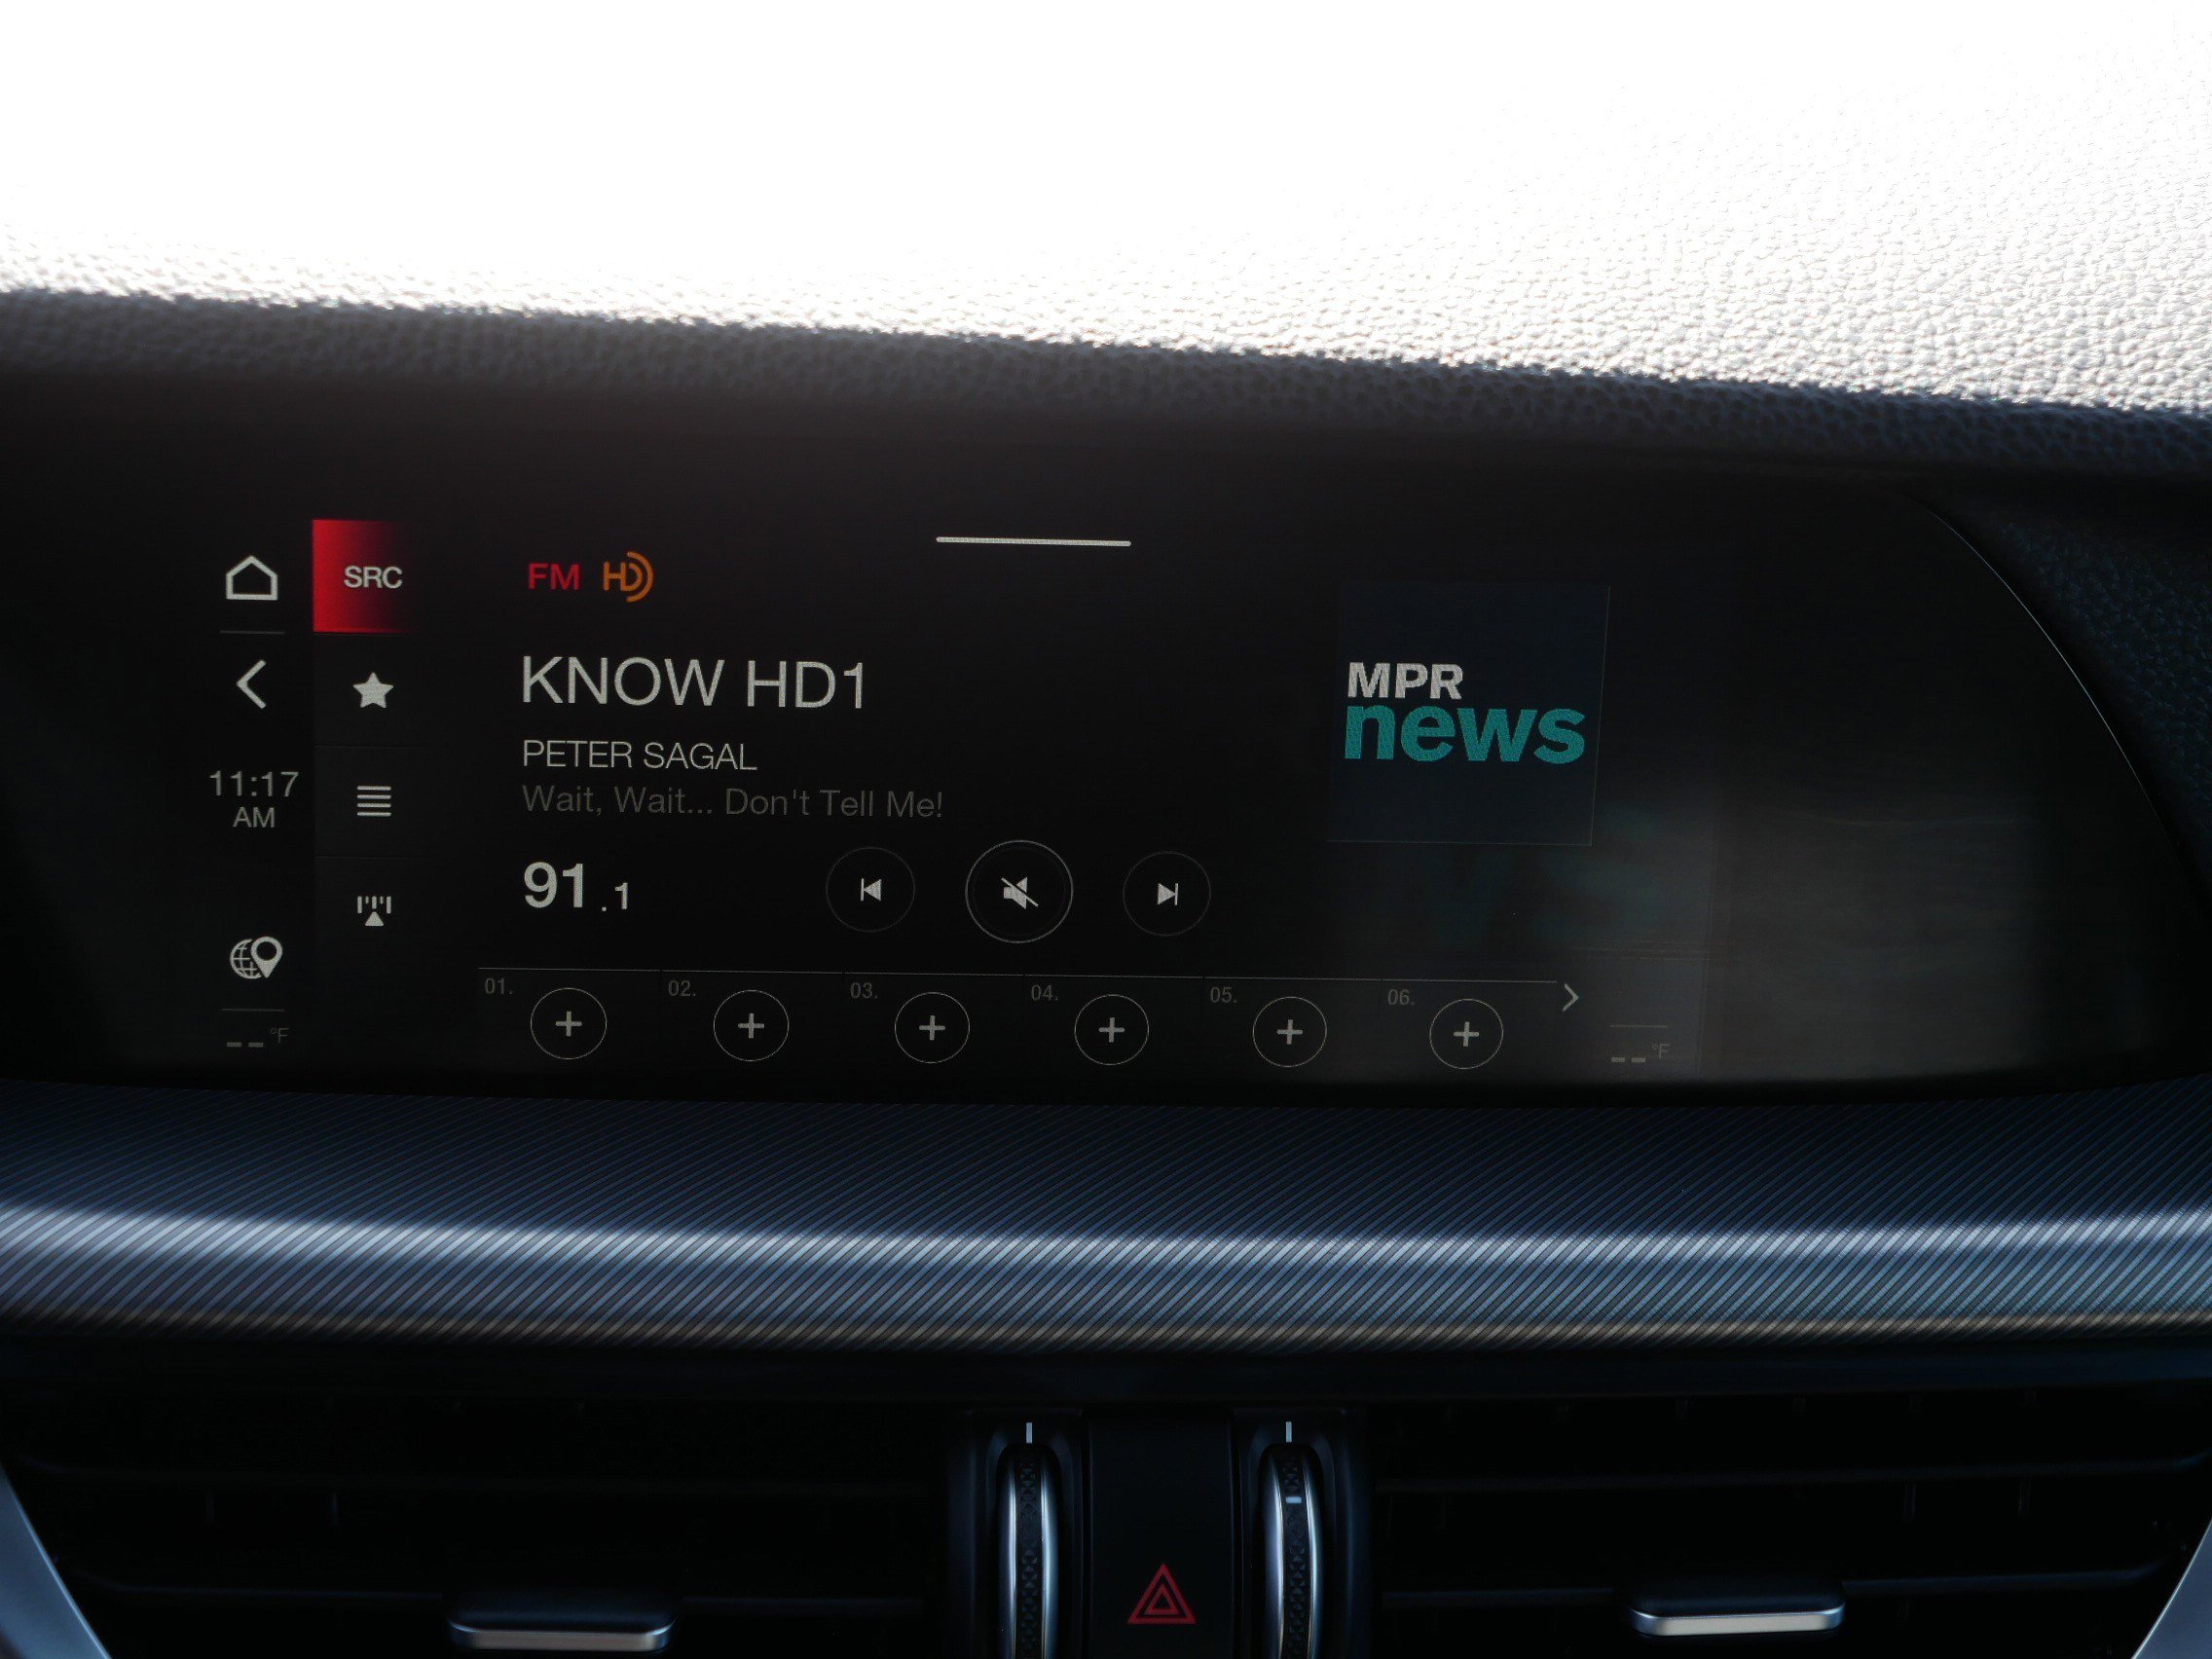 SRC
FM HD
KNOW HD1
PETER SAGAL
Wait, Wait... Don't Tell Me!
91.1
MPR
news
11:17
AM
01.
02.
03.
04.
05.
06.
-- °F
-- °F